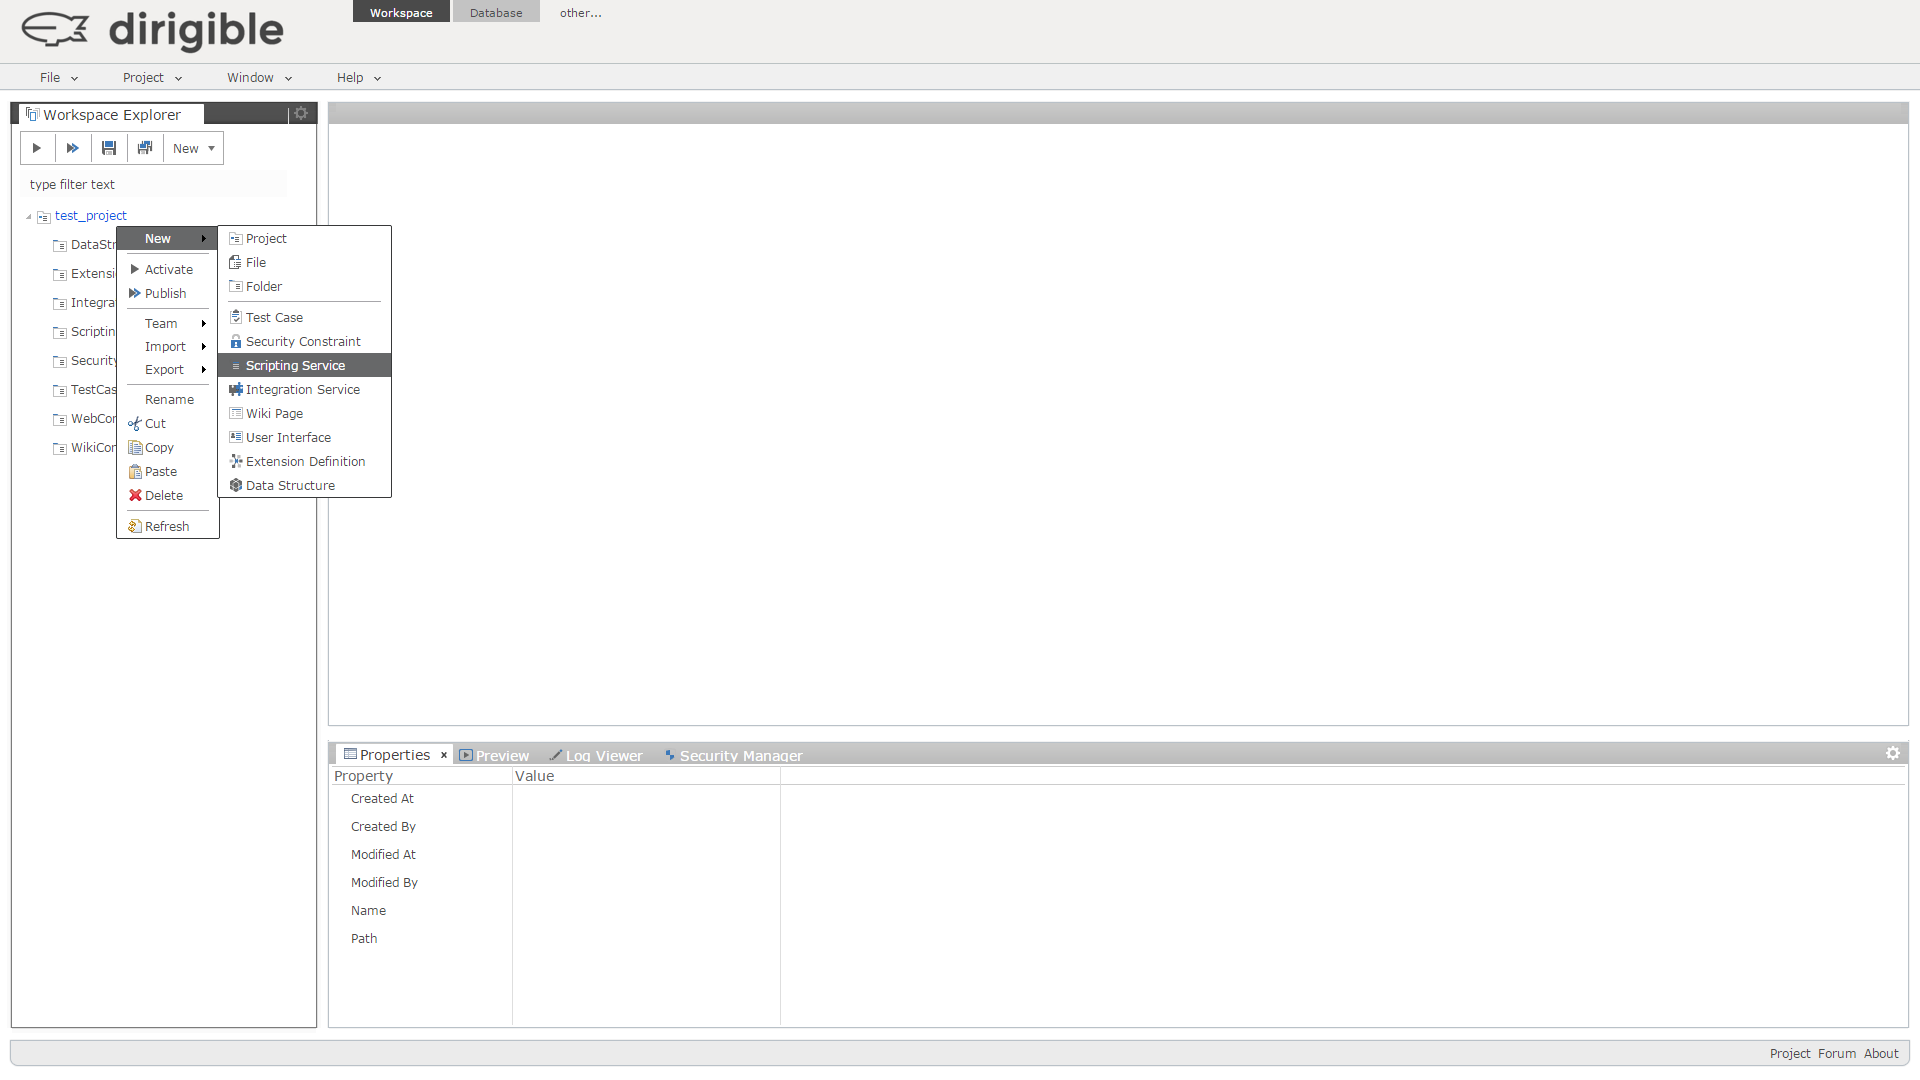 dirigible
Workspace Database other...
File Project Window Help
Workspace Explorer
New
type filter text
test_project
DataStr
Extensi
Integra
Scriptin
Security
TestCas
WebCon
WikiCon
New
Activate
Publish
Team
Import
Export
Rename
Cut
Copy
Paste
Delete
Refresh
Project
File
Folder
Test Case
Security Constraint
Scripting Service
Integration Service
Wiki Page
User Interface
Extension Definition
Data Structure
Properties Preview Log Viewer Security Manager
Property Value
Created At
Created By
Modified At
Modified By
Name
Path
Project Forum About